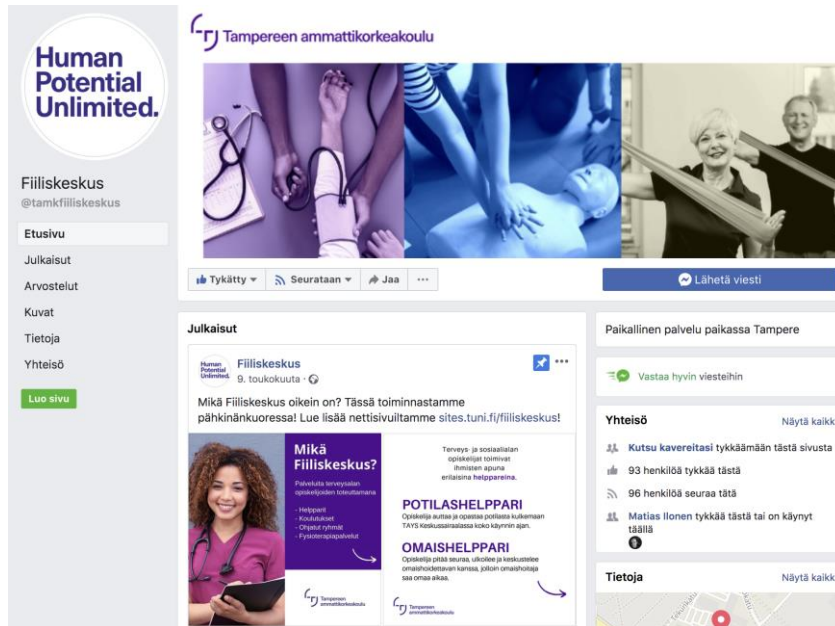 Human
Potential
Unlimited.
Fiiliskeskus
@tamkfiiliskeskus
Etusivu
Julkaisut
Arvostelut
Kuvat
Tietoja
Yhteisö
Luo sivu
Tampereen ammattikorkeakoulu
Tykätty
Seurataan
Jaa
Lähetä viesti
Julkaisut
Human
Potential
Unlimited.
Fiiliskeskus
9. toukokuuta ·
Mikä Fiiliskeskus oikein on? Tässä toiminnastamme
pähkinänkuoressa! Lue lisää nettisivuiltamme sites.tuni.fi/fiiliskeskus!
Mikä
Fiiliskeskus?
Palveluita terveysalan
opiskelijoiden toteuttamana
- Helpparit
- Koulutukset
- Ohjatut ryhmät
- Fysioterapiapalvelut
Tampereen
ammattikorkeakoulu
Terveys- ja sosiaalialan
opiskelijat toimivat
ihmisten apuna
erilaisina helppareina.
POTILASHELPPARI
Opiskelija auttaa ja opastaa potilasta kulkemaan
TAYS Keskussairaalassa koko käynnin ajan.
OMAISHELPPARI
Opiskelija pitää seuraa, ulkoilee ja keskustelee
omaishoidettavan kanssa, jolloin omaishoitaja
saa omaa aikaa.
Tampereen
ammattikorkeakoulu
Paikallinen palvelu paikassa Tampere
Vastaa hyvin viesteihin
Yhteisö
Näytä kaikk
Kutsu kavereitasi tykkäämään tästä sivusta
93 henkilöä tykkää tästä
96 henkilöä seuraa tätä
Matias Ilonen tykkää tästä tai on käynyt
täällä
Tietoja
Näytä kaikk